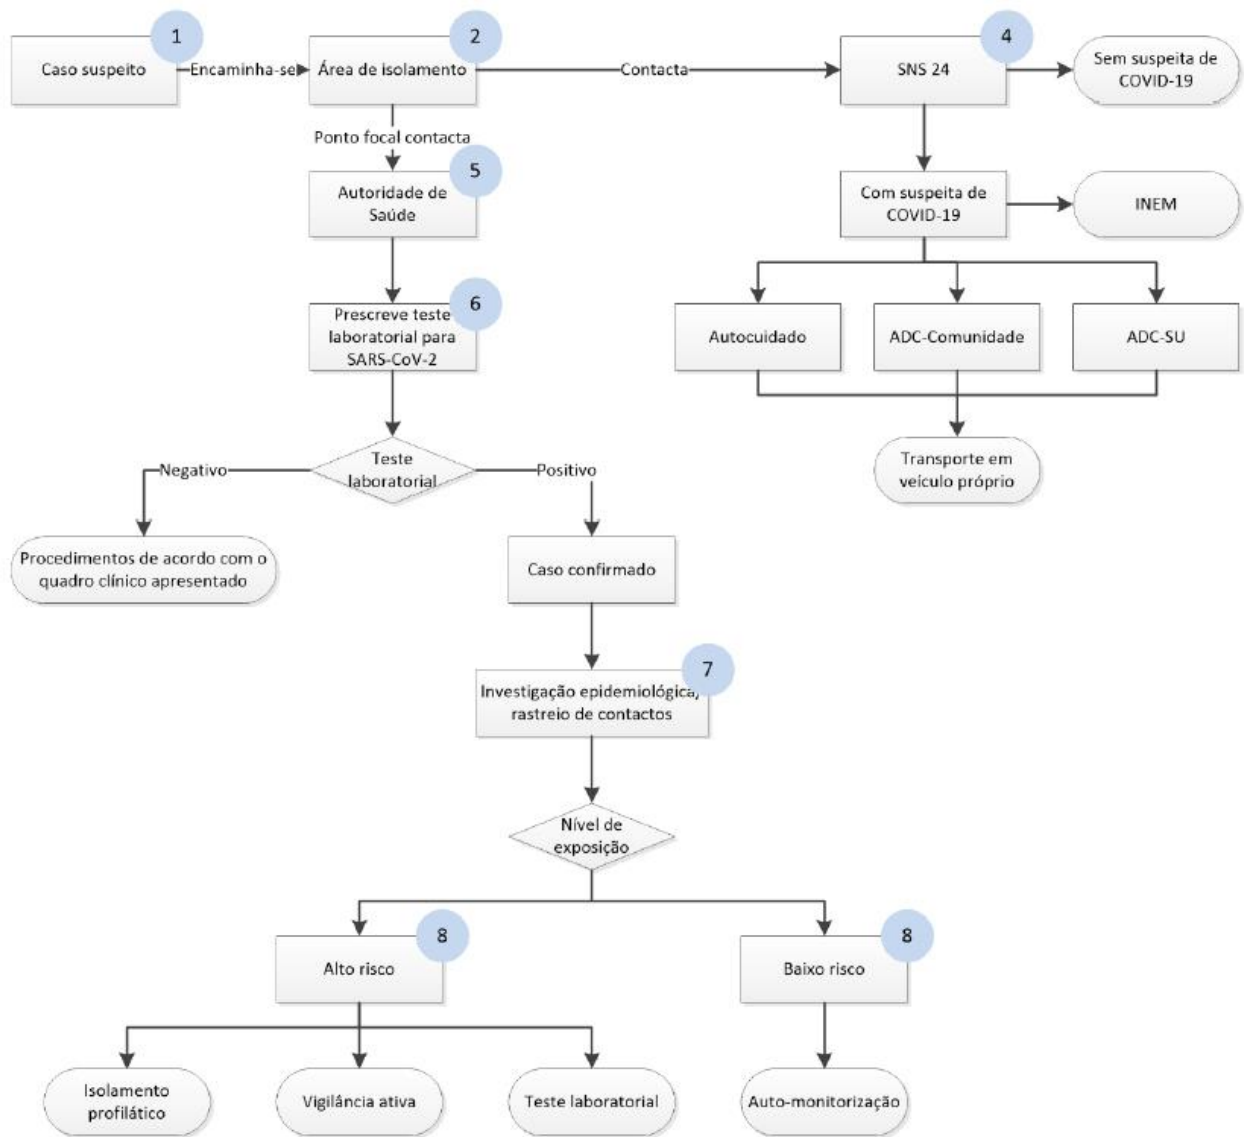 1
Caso suspeito
Encaminha-se
2
Área de isolamento
Contacta
4
SNS 24
Sem suspeita de
COVID-19
Ponto focal contacta
5
Autoridade de
Saúde
Com suspeita de
COVID-19
INEM
6
Prescreve teste
laboratorial para
SARS-CoV-2
Autocuidado
ADC-Comunidade
ADC-SU
Negativo
Teste
laboratorial
Positivo
Transporte em
veículo próprio
Procedimentos de acordo com o
quadro clínico apresentado
Caso confirmado
7
Investigação epidemiológica/
rastreio de contactos
Nível de
exposição
8
Alto risco
8
Baixo risco
Isolamento
profilático
Vigilância ativa
Teste laboratorial
Auto-monitorização